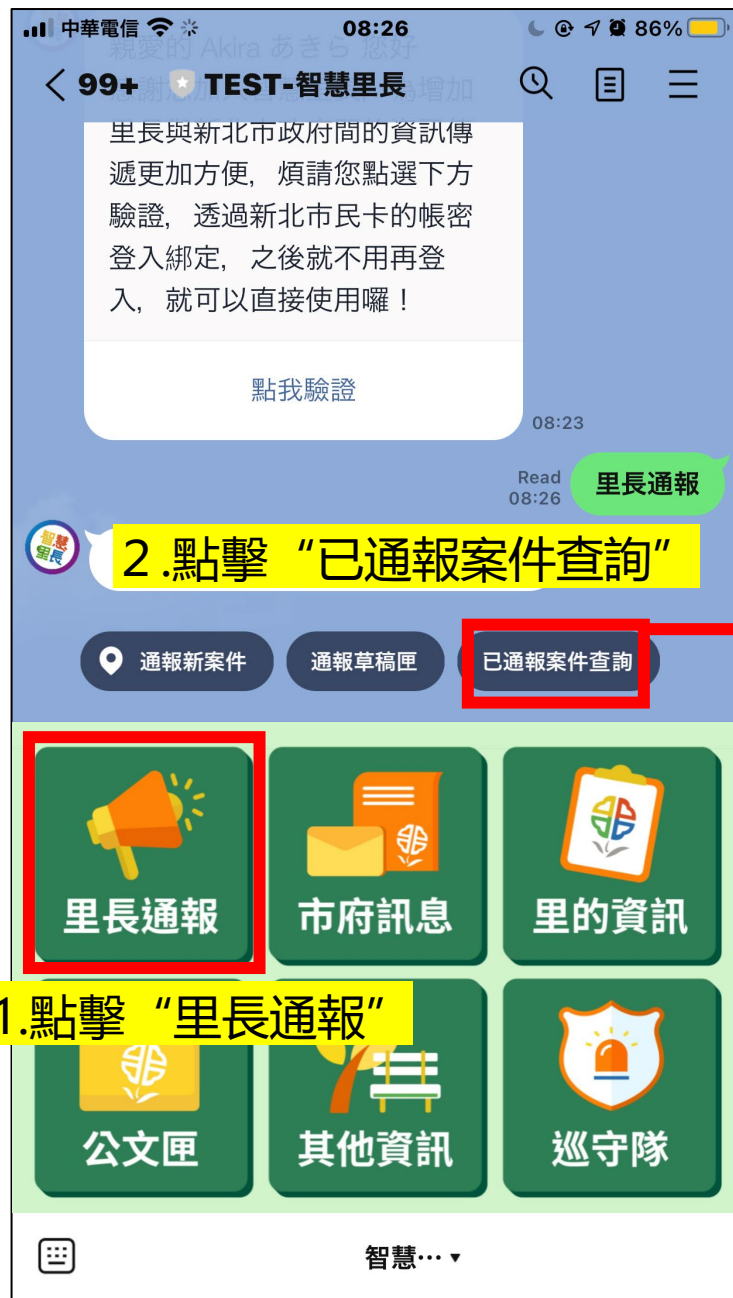 中華電信
08:26
86%
親愛的 Akira あきら 您好
99+ TEST-智慧里長
里長與新北市政府間的資訊傳
遞更加方便，煩請您點選下方
驗證，透過新北市民卡的帳密
登入綁定，之後就不用再登
入，就可以直接使用囉！
點我驗證
08:23
Read
08:26
里長通報
智慧
里長
２.點擊“已通報案件查詢”
通報新案件
通報草稿匣
已通報案件查詢
里長通報
市府訊息
里的資訊
1.點擊“里長通報”
公文匣
其他資訊
巡守隊
智慧… ▾